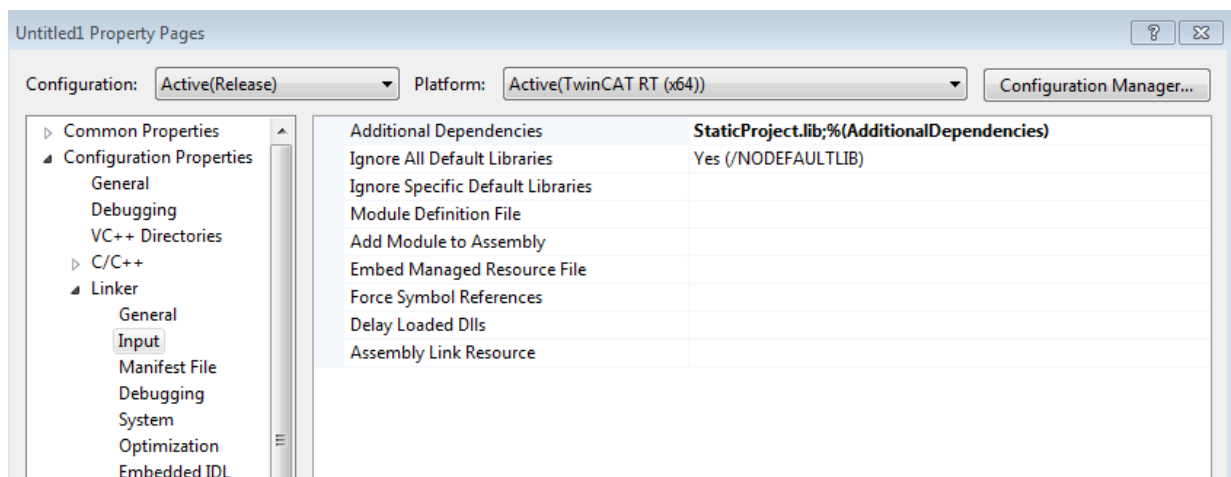 Untitled1 Property Pages
Configuration: Active(Release) Platform: Active(TwinCAT RT (x64)) Configuration Manager...
Common Properties
Configuration Properties
General
Debugging
VC++ Directories
C/C++
Linker
General
Input
Manifest File
Debugging
System
Optimization
Embedded IDL
Additional Dependencies StaticProject.lib;%(AdditionalDependencies)
Ignore All Default Libraries Yes (/NODEFAULTLIB)
Ignore Specific Default Libraries
Module Definition File
Add Module to Assembly
Embed Managed Resource File
Force Symbol References
Delay Loaded Dlls
Assembly Link Resource